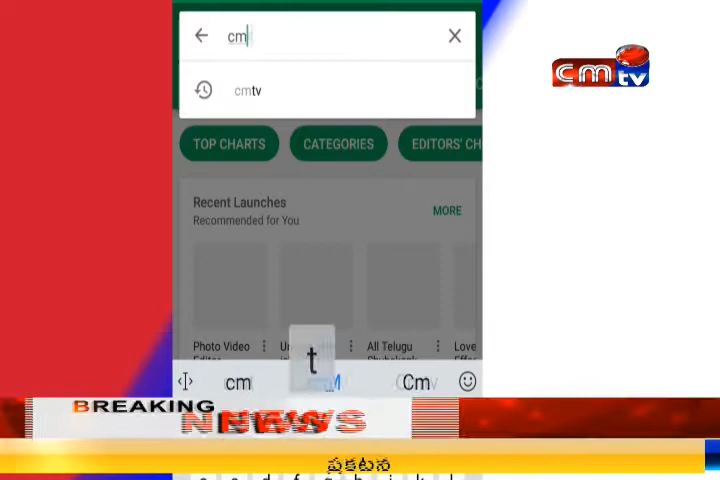 cm
cmtv
cmtv
TOP CHARTS
CATEGORIES
EDITORS' CH
Recent Launches
Recommended for You
MORE
Photo Video
Editor
All Telugu
Love
t
cm
Cm
BREAKING
NEWS
ప్రకటన